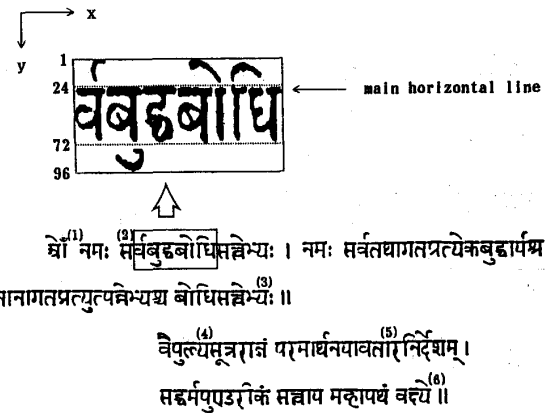 x
y
1
24
72
96
र्वबुद्धबोधि
main horizontal line
ओँ (1) नमः (2) सर्वबुद्धबोधिसत्त्वेभ्यः । नमः सर्वतथागतप्रत्येकबुद्धार्यश्र
नानागतप्रत्युत्पन्नेभ्यश्च बोधिसत्त्वेभ्यः (3) ॥
वैपुल्य (4) सूत्रराजं परमार्थनयावतार (5) निर्देशम् ।
सद्धर्मपुण्डरीकं सत्त्वाय महापथं वक्ष्ये (6) ॥